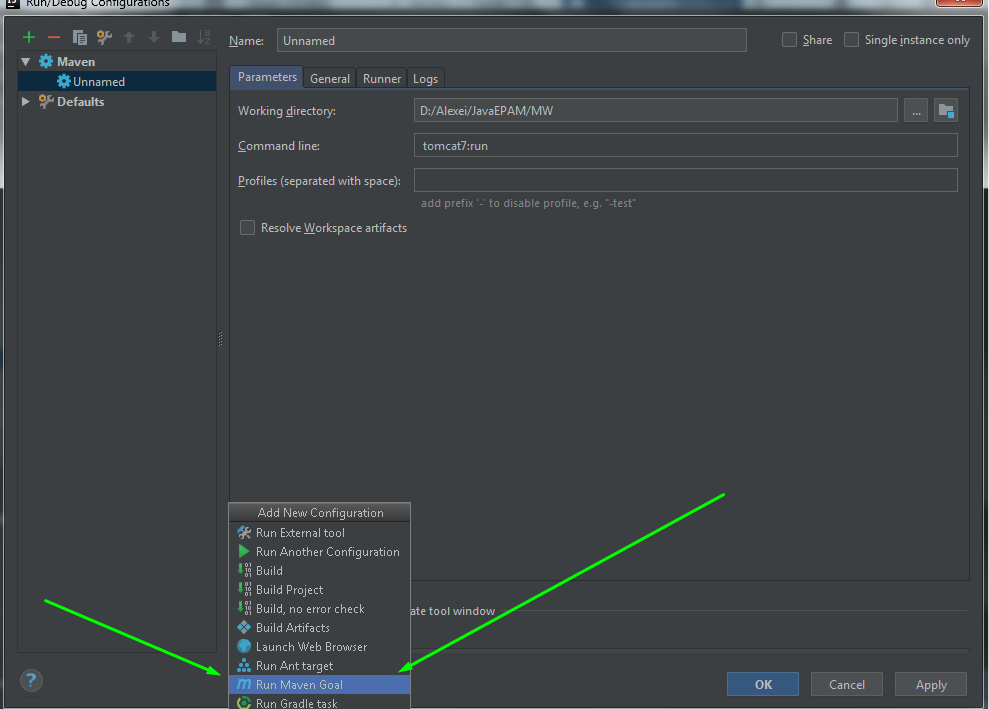 Run/Debug Configurations
Name: Unnamed
Share
Single instance only
Maven
Unnamed
Defaults
Parameters General Runner Logs
Working directory: D:/Alexei/JavaEPAM/MW ...
Command line: tomcat7:run
Profiles (separated with space):
add prefix '-' to disable profile, e.g. "-test"
Resolve Workspace artifacts
Add New Configuration
Run External tool
Run Another Configuration
Build
Build Project
Build, no error check
Build Artifacts
Launch Web Browser
Run Ant target
Run Maven Goal
Run Gradle task
tool window
?
OK Cancel Apply